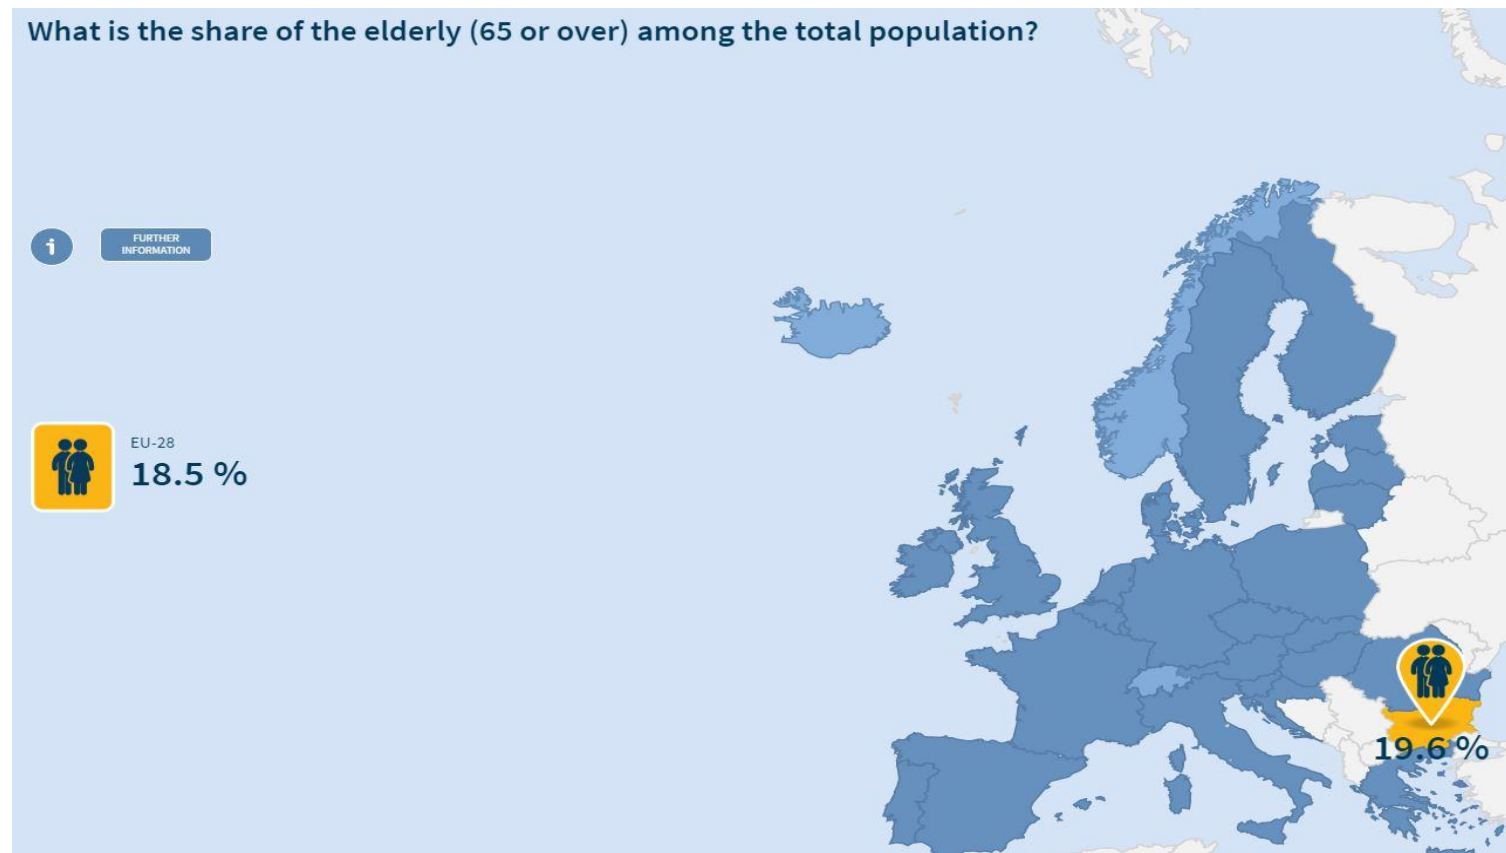 What is the share of the elderly (65 or over) among the total population?
i
FURTHER
INFORMATION
EU-28
18.5 %
19.6 %